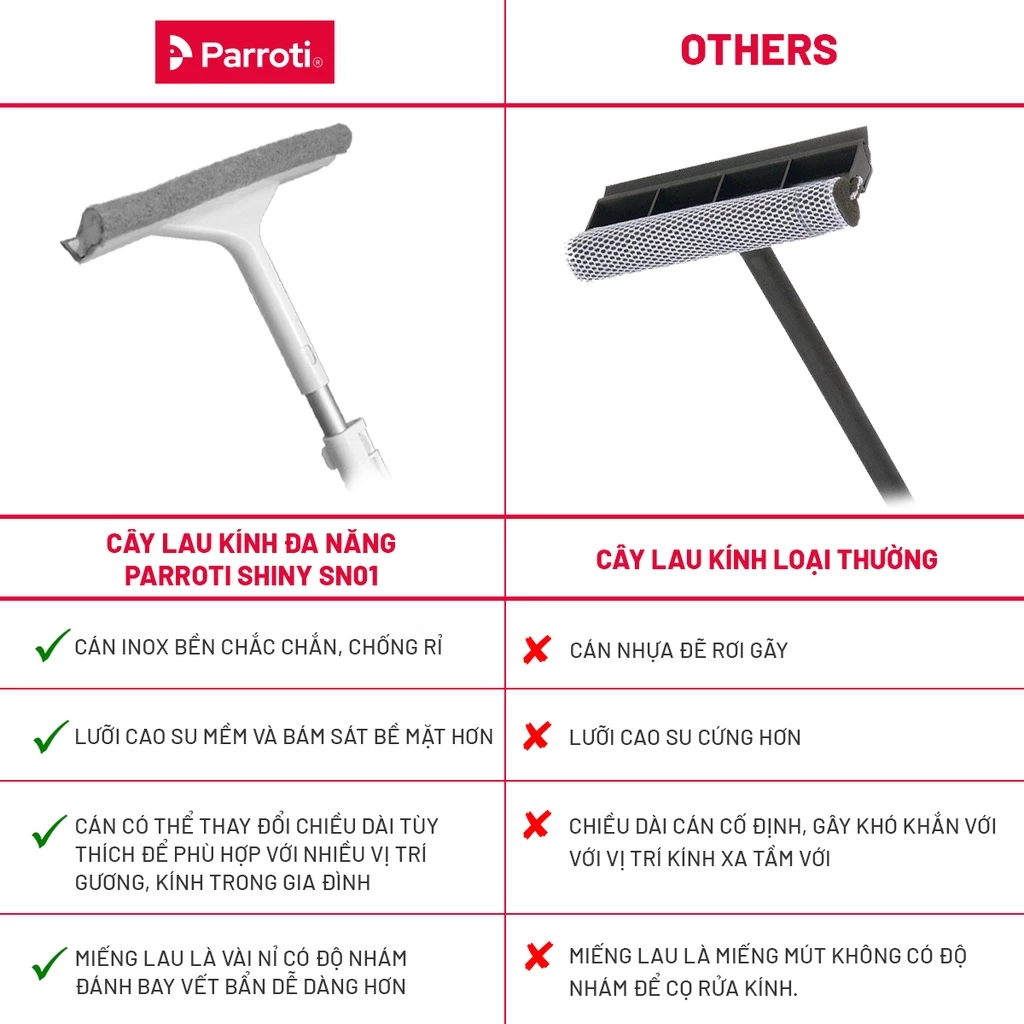 Parroti®
OTHERS
CÂY LAU KÍNH ĐA NĂNG
PARROTI SHINY SN01
CÂY LAU KÍNH LOẠI THƯỜNG
CÁN INOX BỀN CHẮC CHẮN, CHỐNG RỈ
CÁN NHỰA ĐẼ RƠI GÃY
LƯỠI CAO SU MỀM VÀ BÁM SÁT BỀ MẶT HƠN
LƯỠI CAO SU CỨNG HƠN
CÁN CÓ THỂ THAY ĐỔI CHIỀU DÀI TÙY
THÍCH ĐỂ PHÙ HỢP VỚI NHIỀU VỊ TRÍ
GƯƠNG, KÍNH TRONG GIA ĐÌNH
CHIỀU DÀI CÁN CỐ ĐỊNH, GÂY KHÓ KHĂN VỚI
VỚI VỊ TRÍ KÍNH XA TẦM VỚI
MIẾNG LAU LÀ VÀI NỈ CÓ ĐỘ NHÁM
ĐÁNH BAY VẾT BẨN DỄ DÀNG HƠN
MIẾNG LAU LÀ MIẾNG MÚT KHÔNG CÓ ĐỘ
NHÁM ĐỂ CỌ RỬA KÍNH.